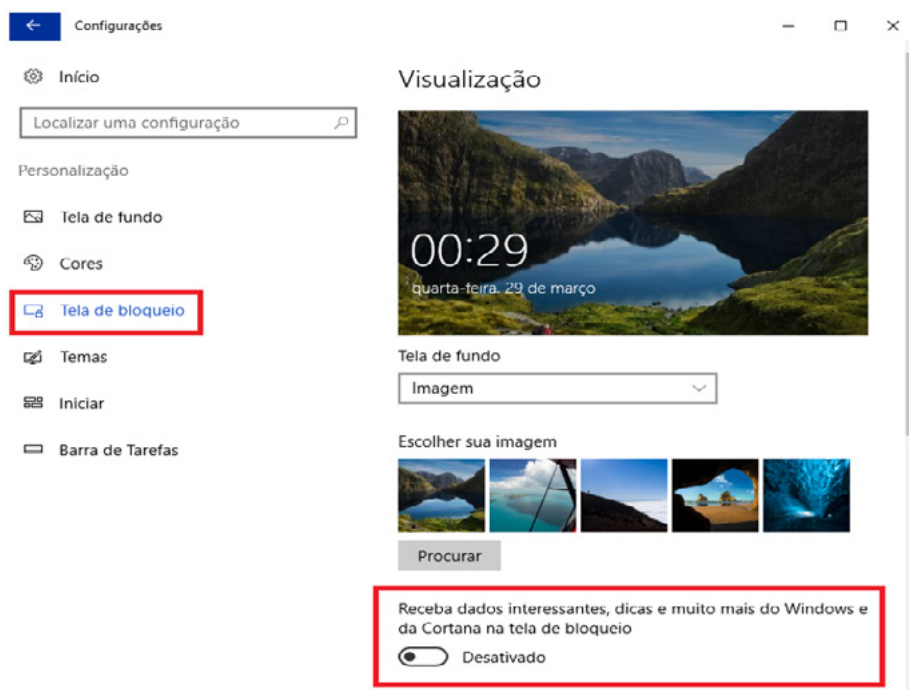 Configurações
Início
Localizar uma configuração
Personalização
Tela de fundo
Cores
Tela de bloqueio
Temas
Iniciar
Barra de Tarefas
Visualização
00:29
quarta-feira, 29 de março
Tela de fundo
Imagem
Escolher sua imagem
Procurar
Receba dados interessantes, dicas e muito mais do Windows e
da Cortana na tela de bloqueio
Desativado